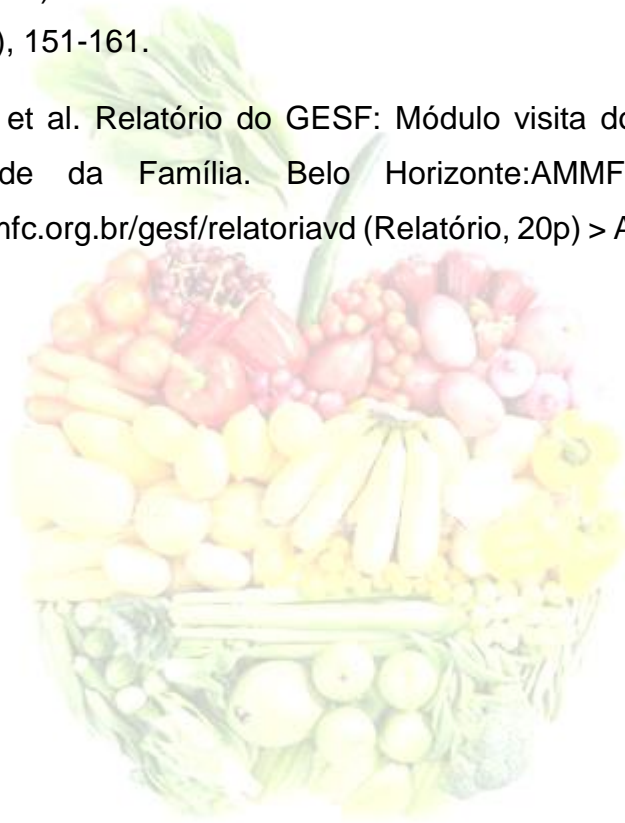 ), 151-161.
et al. Relatório do GESF: Módulo visita do
de da Família. Belo Horizonte:AMMF
nfc.org.br/gesf/relatoriavd (Relatório, 20p) > A